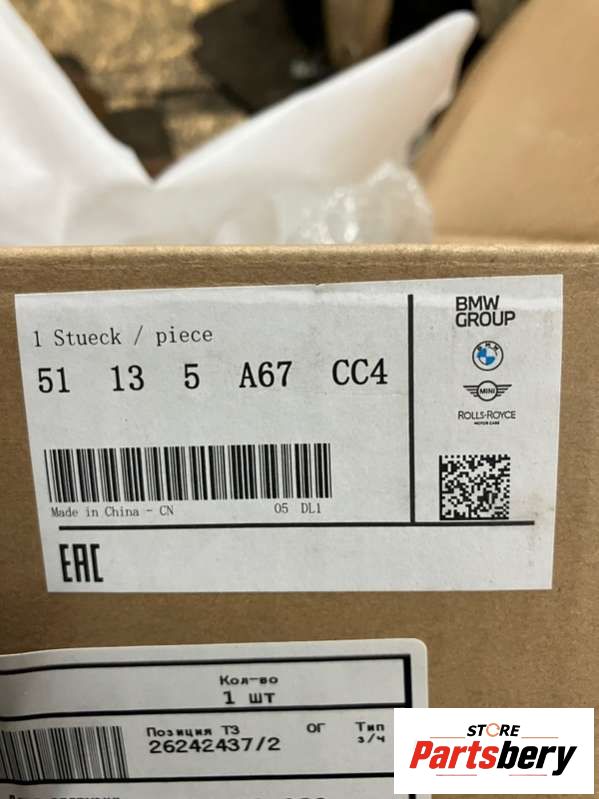 1 Stueck / piece
51 13 5 A67 CC4
Made in China - CN 05 DL1
EAC
BMW
GROUP
BMW
MINI
ROLLS-ROYCE
MOTOR CARS
Кол-во
1 шт
Позиция ТЗ ОГ Тип
з/ч
26242437/2
STORE
Partsbery